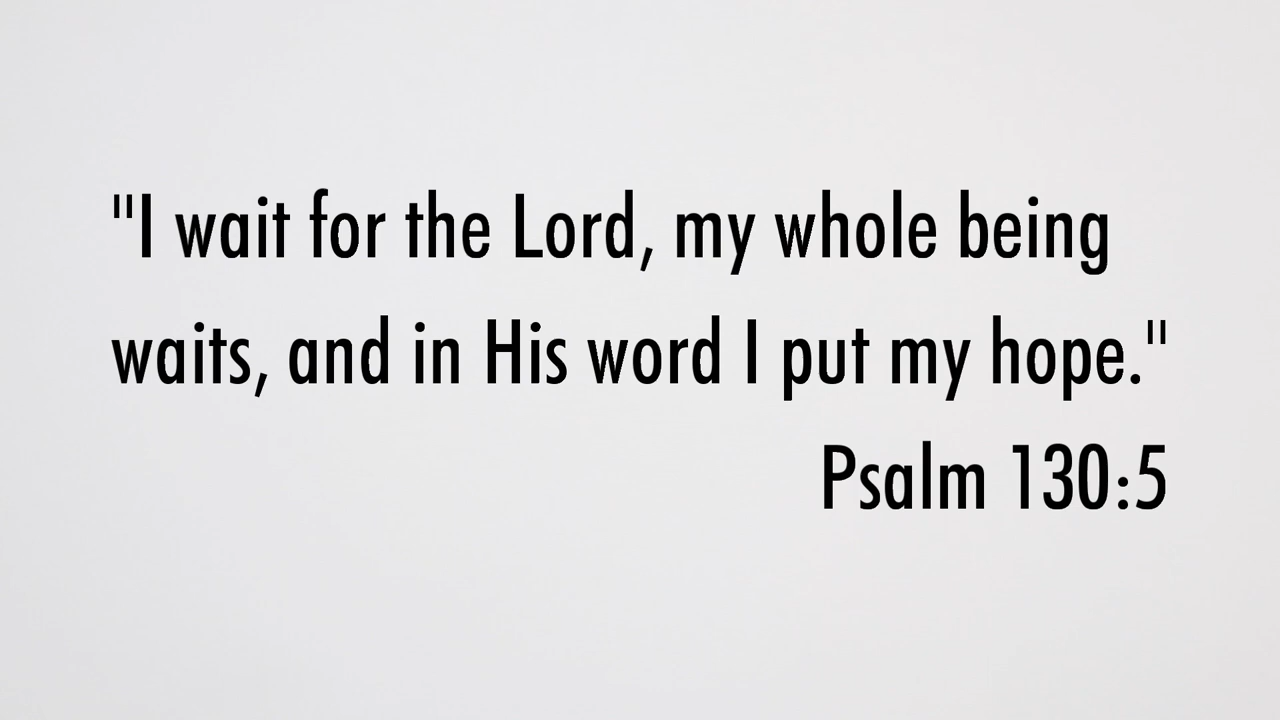 "I wait for the Lord, my whole being
waits, and in His word I put my hope."
Psalm 130:5